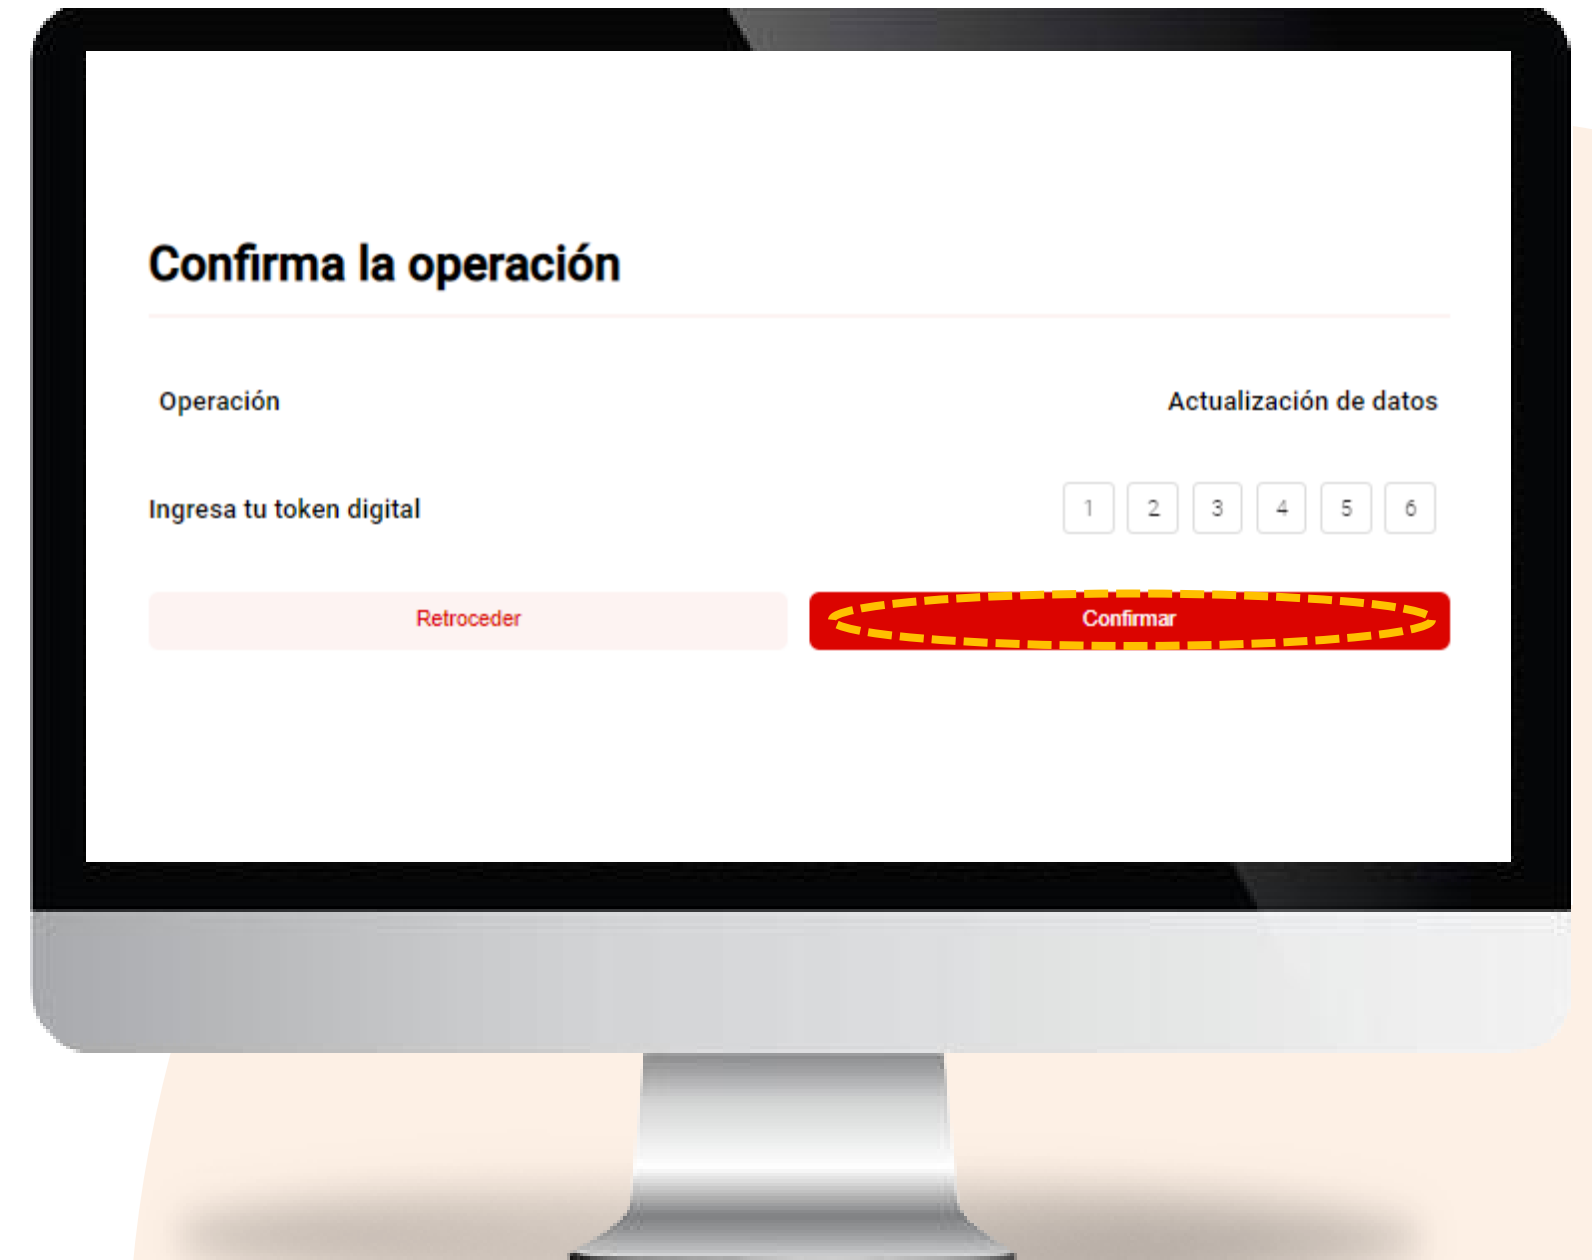 Confirma la operación
Operación Actualización de datos
Ingresa tu token digital 1 2 3 4 5 6
Retroceder Confirmar